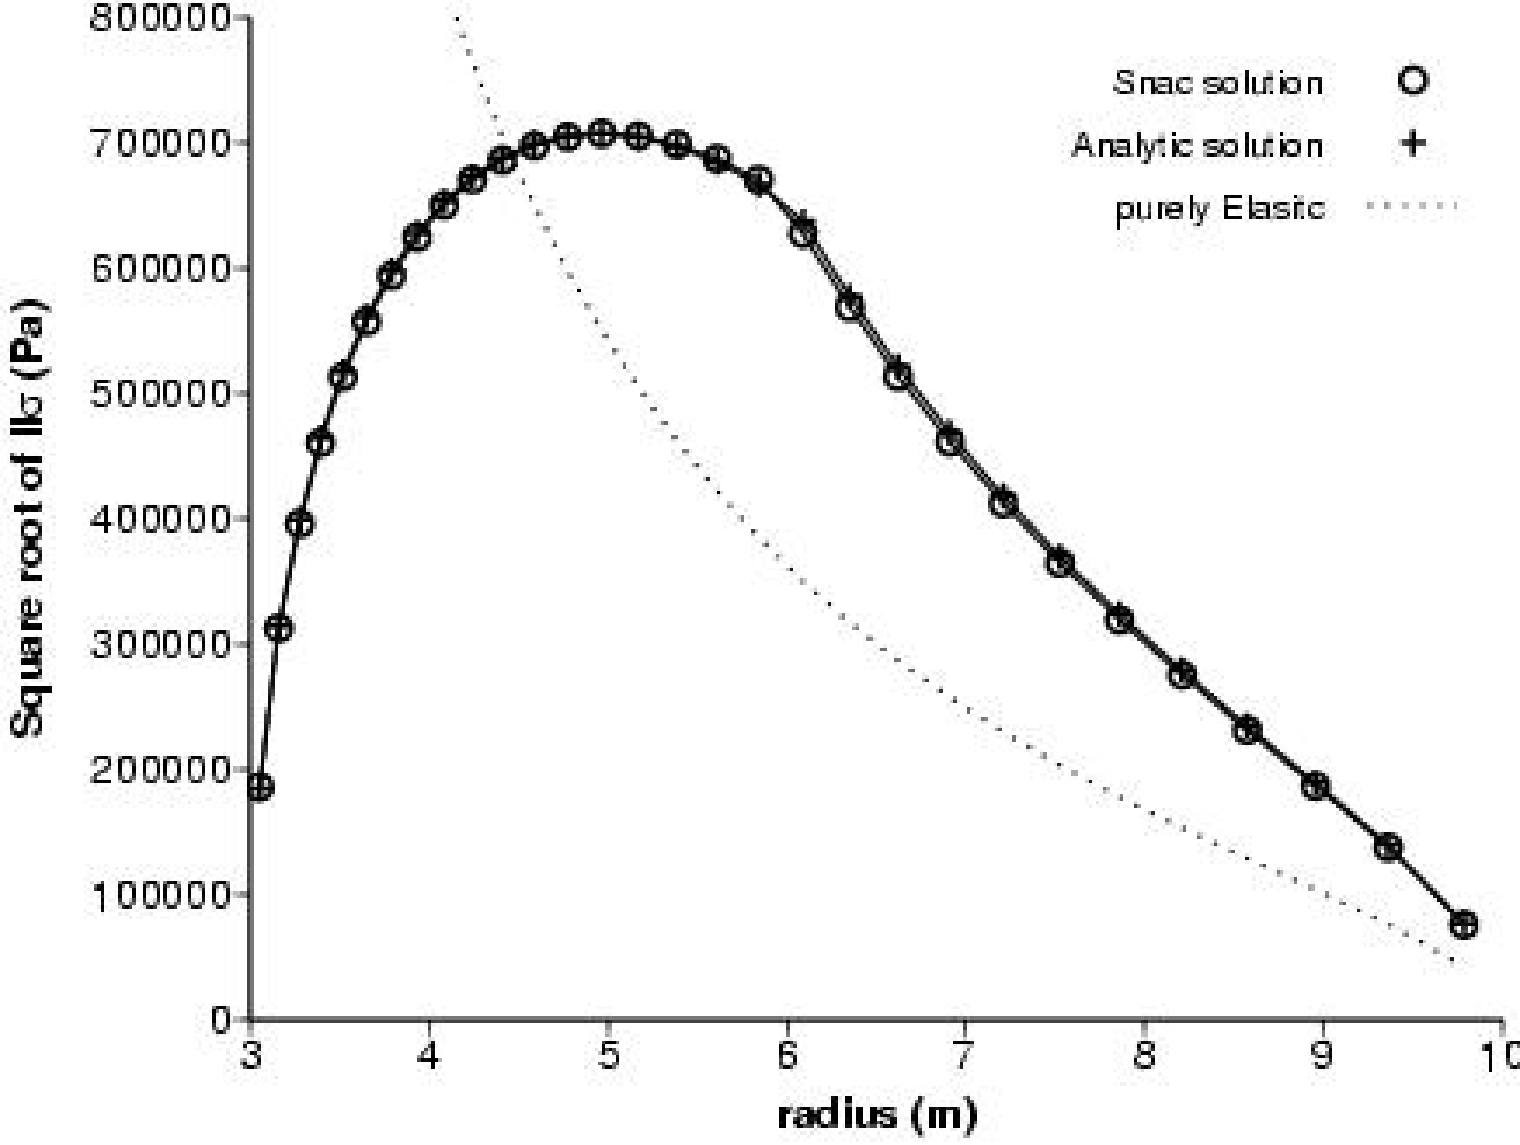 800000
700000
600000
500000
400000
300000
200000
100000
0
3 4 5 6 7 8 9 10
radius (m)
Square root of IIσ (Pa)
Snac solution
Analytic solution
purely Elastic